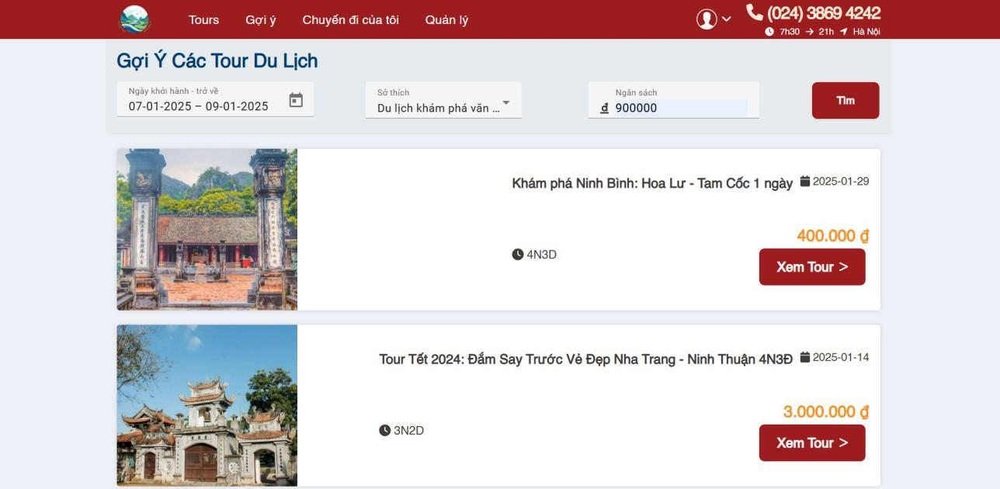 Tours Gợi ý Chuyến đi của tôi Quản lý
(024) 3869 4242
7h30 → 21h Hà Nội
Gợi Ý Các Tour Du Lịch
Ngày khởi hành - trở về
07-01-2025 – 09-01-2025
Sở thích
Du lịch khám phá văn ...
Ngân sách
đ 900000
Tìm
Khám phá Ninh Bình: Hoa Lư - Tam Cốc 1 ngày 2025-01-29
400.000 ₫
4N3D
Xem Tour >
Tour Tết 2024: Đắm Say Trước Vẻ Đẹp Nha Trang - Ninh Thuận 4N3Đ 2025-01-14
3.000.000 ₫
3N2D
Xem Tour >